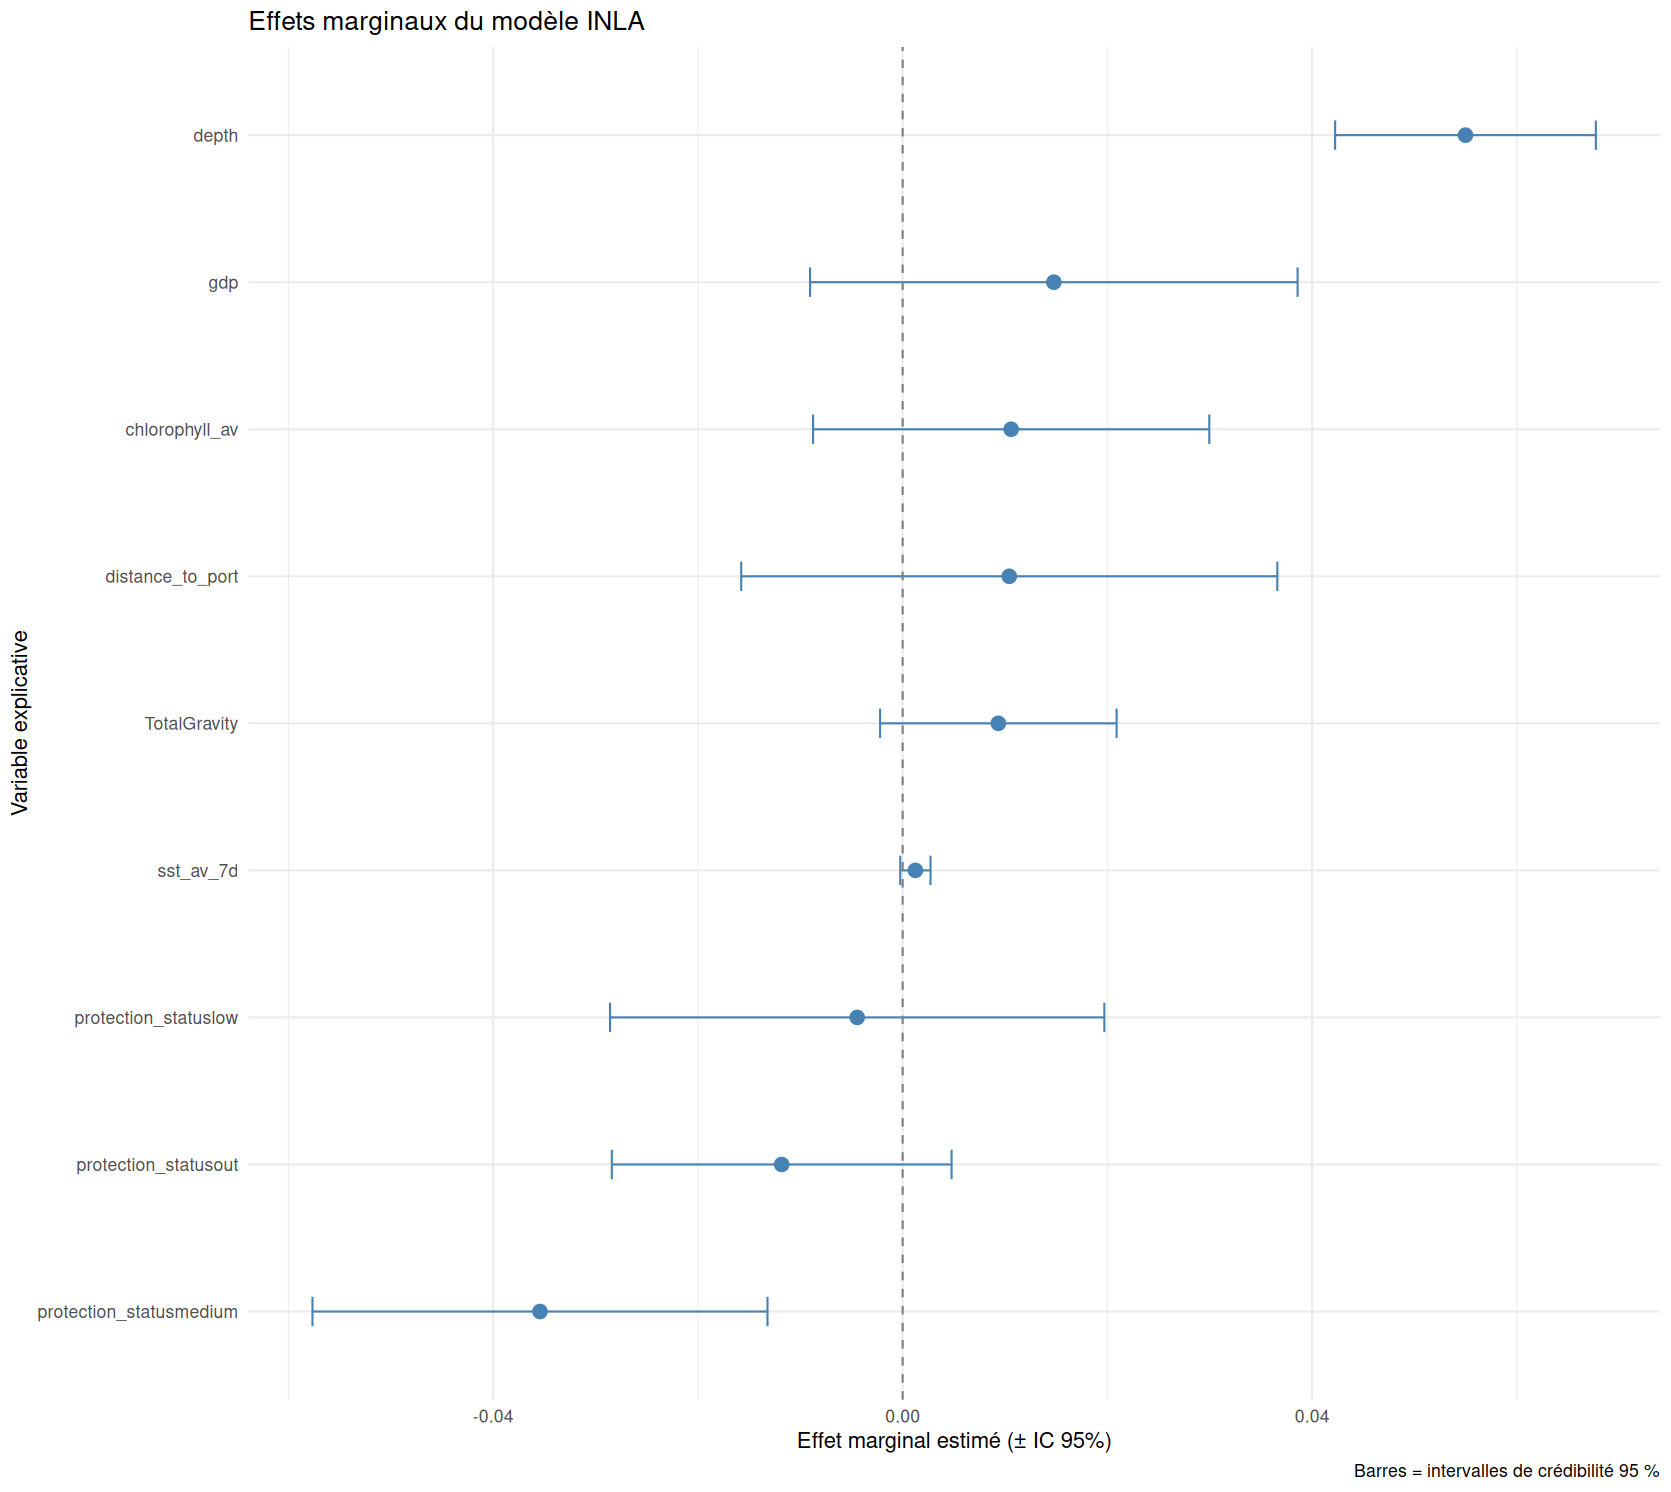 Effets marginaux du modèle INLA
depth
gdp
chlorophyll_av
distance_to_port
TotalGravity
sst_av_7d
protection_statuslow
protection_statusout
protection_statusmedium
Variable explicative
-0.04 0.00 0.04
Effet marginal estimé (± IC 95%)
Barres = intervalles de crédibilité 95 %